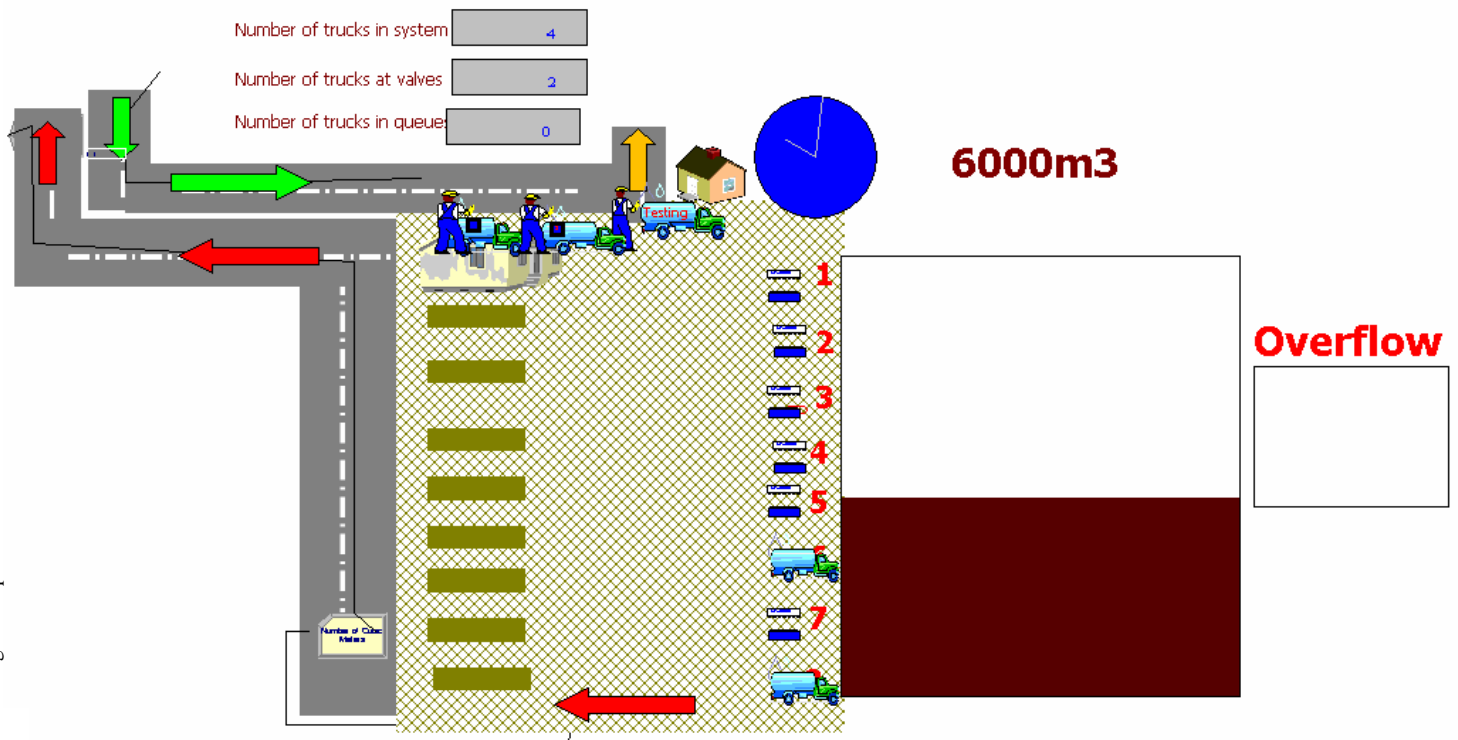 Number of trucks in system
4
Number of trucks at valves
2
Number of trucks in queue
0
6000m3
Testing
1
2
3
4
5
7
Overflow
Number of Cubic
Meters